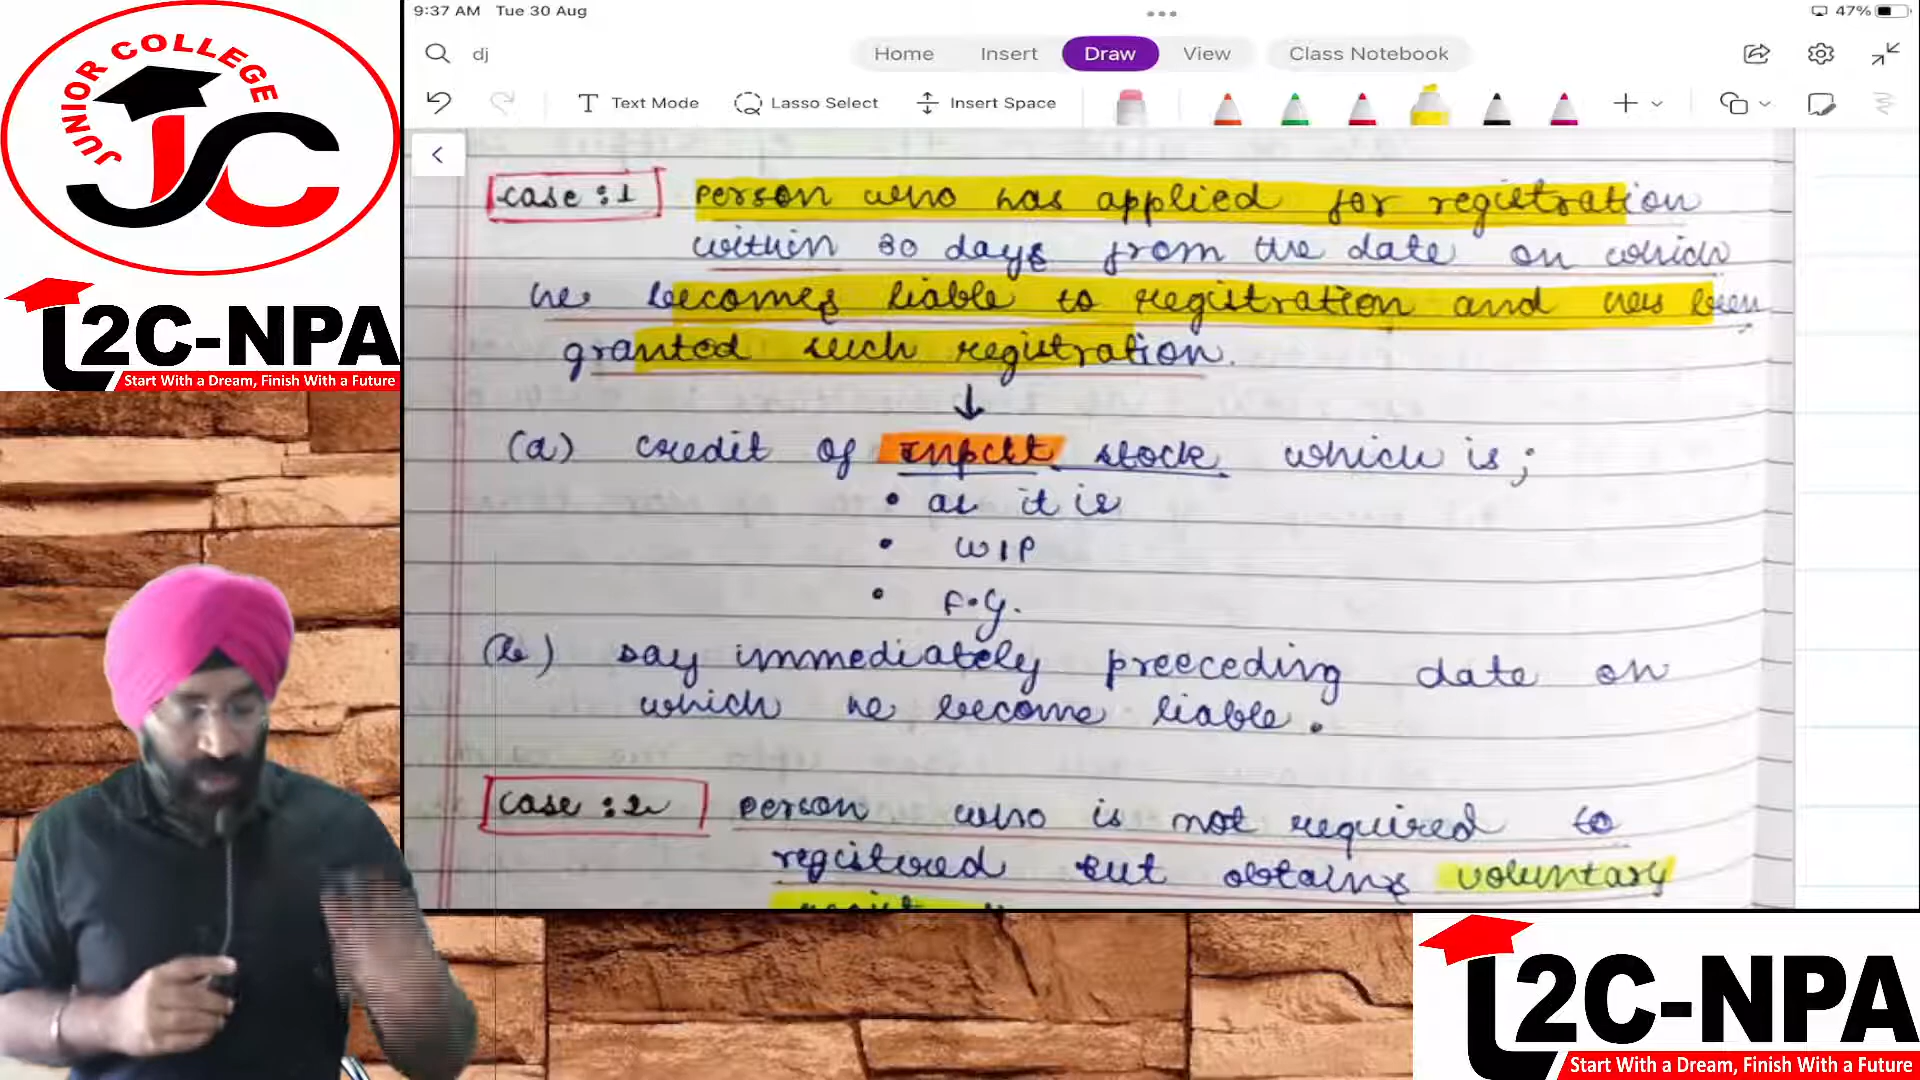 9:37 AM Tue 30 Aug
47%
dj
Home Insert Draw View Class Notebook
Text Mode Lasso Select Insert Space
JUNIOR COLLEGE
JC
L2C-NPA
Start With a Dream, Finish With a Future
case :1 Person who has applied for registration
within 30 days from the date on which
he becomes liable to registration and has been
granted such registration.
(a) credit of input stock which is;
• as it is
• WIP
• F.G.
(b) say immediately preeceding date on
which he become liable.
case :2 person who is not required to
registered but obtains voluntary
L2C-NPA
Start With a Dream, Finish With a Future